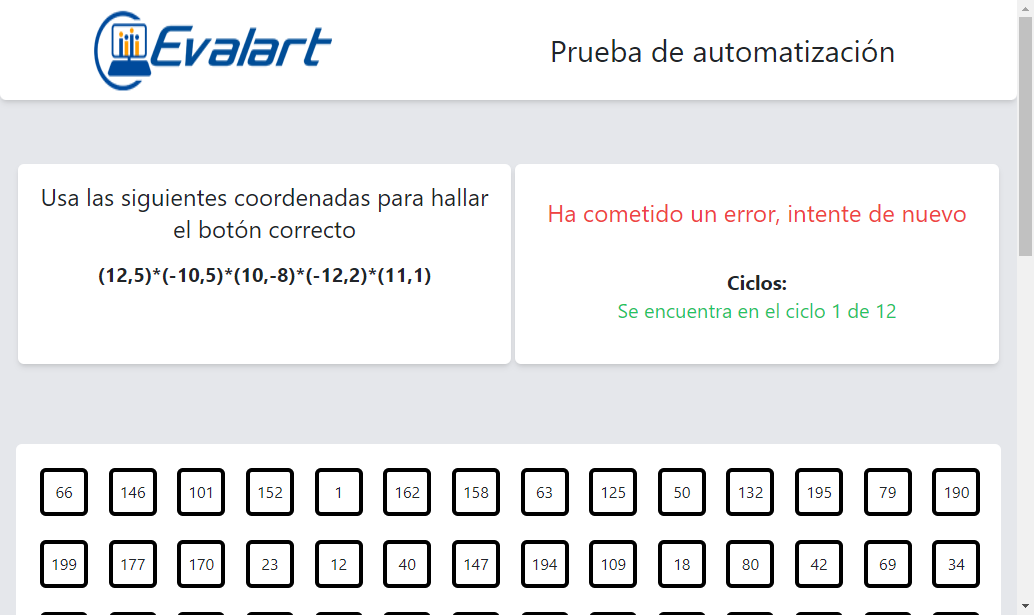 Evalart
Prueba de automatización
Usa las siguientes coordenadas para hallar
el botón correcto
(12,5)*(-10,5)*(10,-8)*(-12,2)*(11,1)
Ha cometido un error, intente de nuevo
Ciclos:
Se encuentra en el ciclo 1 de 12
66 146 101 152 1 162 158 63 125 50 132 195 79 190
199 177 170 23 12 40 147 194 109 18 80 42 69 34